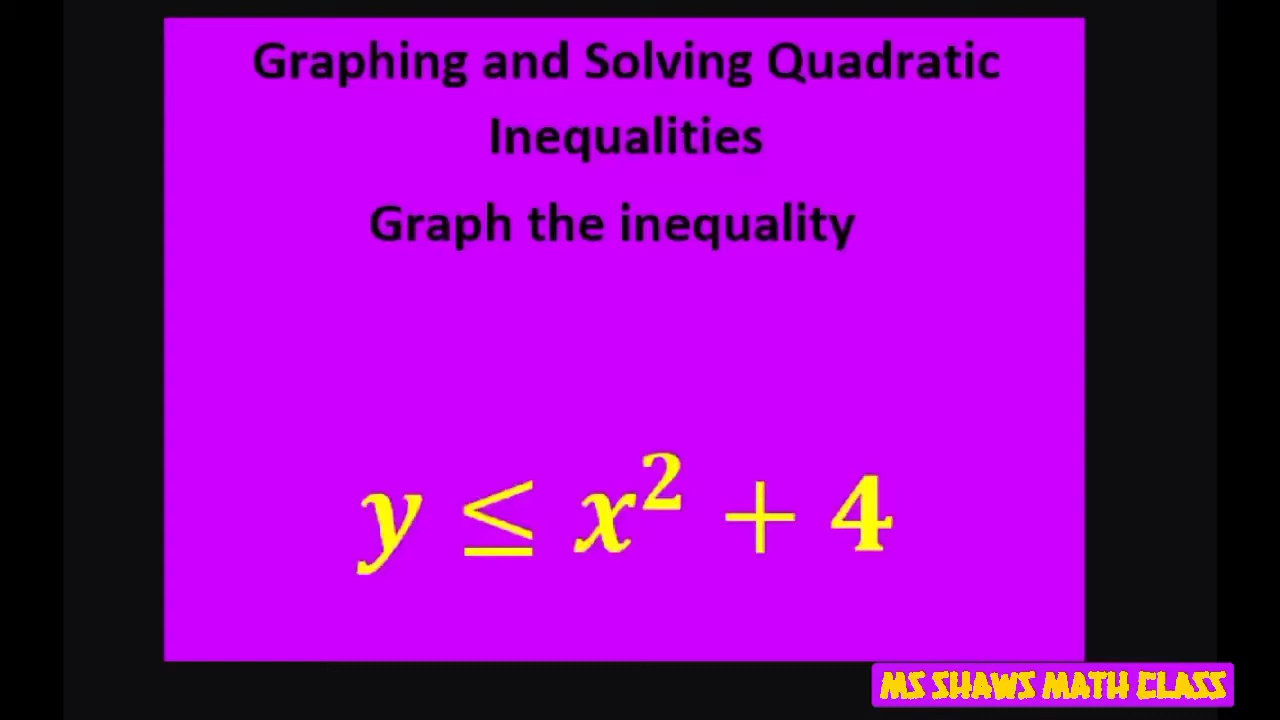 Graphing and Solving Quadratic
Inequalities
Graph the inequality
y ≤ x² + 4
MS SHAWS MATH CLASS